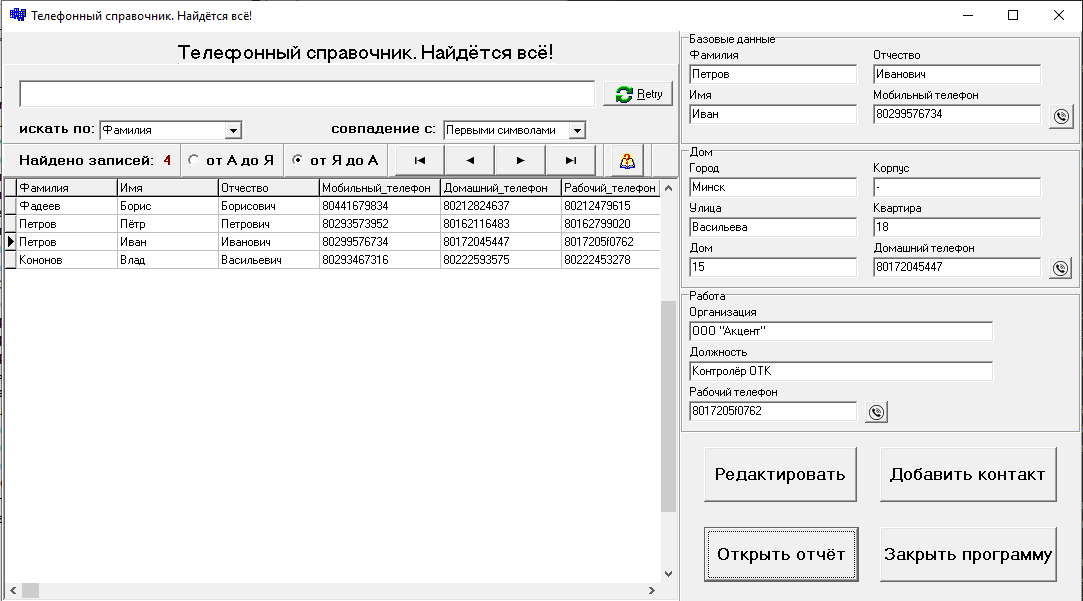 Телефонный справочник. Найдётся всё!
Телефонный справочник. Найдётся всё!
Retry
искать по: Фамилия совпадение с: Первыми символами
Найдено записей: 4 от А до Я от Я до А
Фамилия Имя Отчество Мобильный_телефон Домашний_телефон Рабочий_телефон
Фадеев Борис Борисович 80441679834 80212824637 80212479615
Петров Пётр Петрович 80293573952 80162116483 80162799020
Петров Иван Иванович 80299576734 80172045447 8017205f0762
Кононов Влад Васильевич 80293467316 80222593575 80222453278
Базовые данные
Фамилия Отчество
Петров Иванович
Имя Мобильный телефон
Иван 80299576734
Дом
Город Корпус
Минск -
Улица Квартира
Васильева 18
Дом Домашний телефон
15 80172045447
Работа
Организация
ООО "Акцент"
Должность
Контролёр ОТК
Рабочий телефон
8017205f0762
Редактировать Добавить контакт
Открыть отчёт Закрыть программу